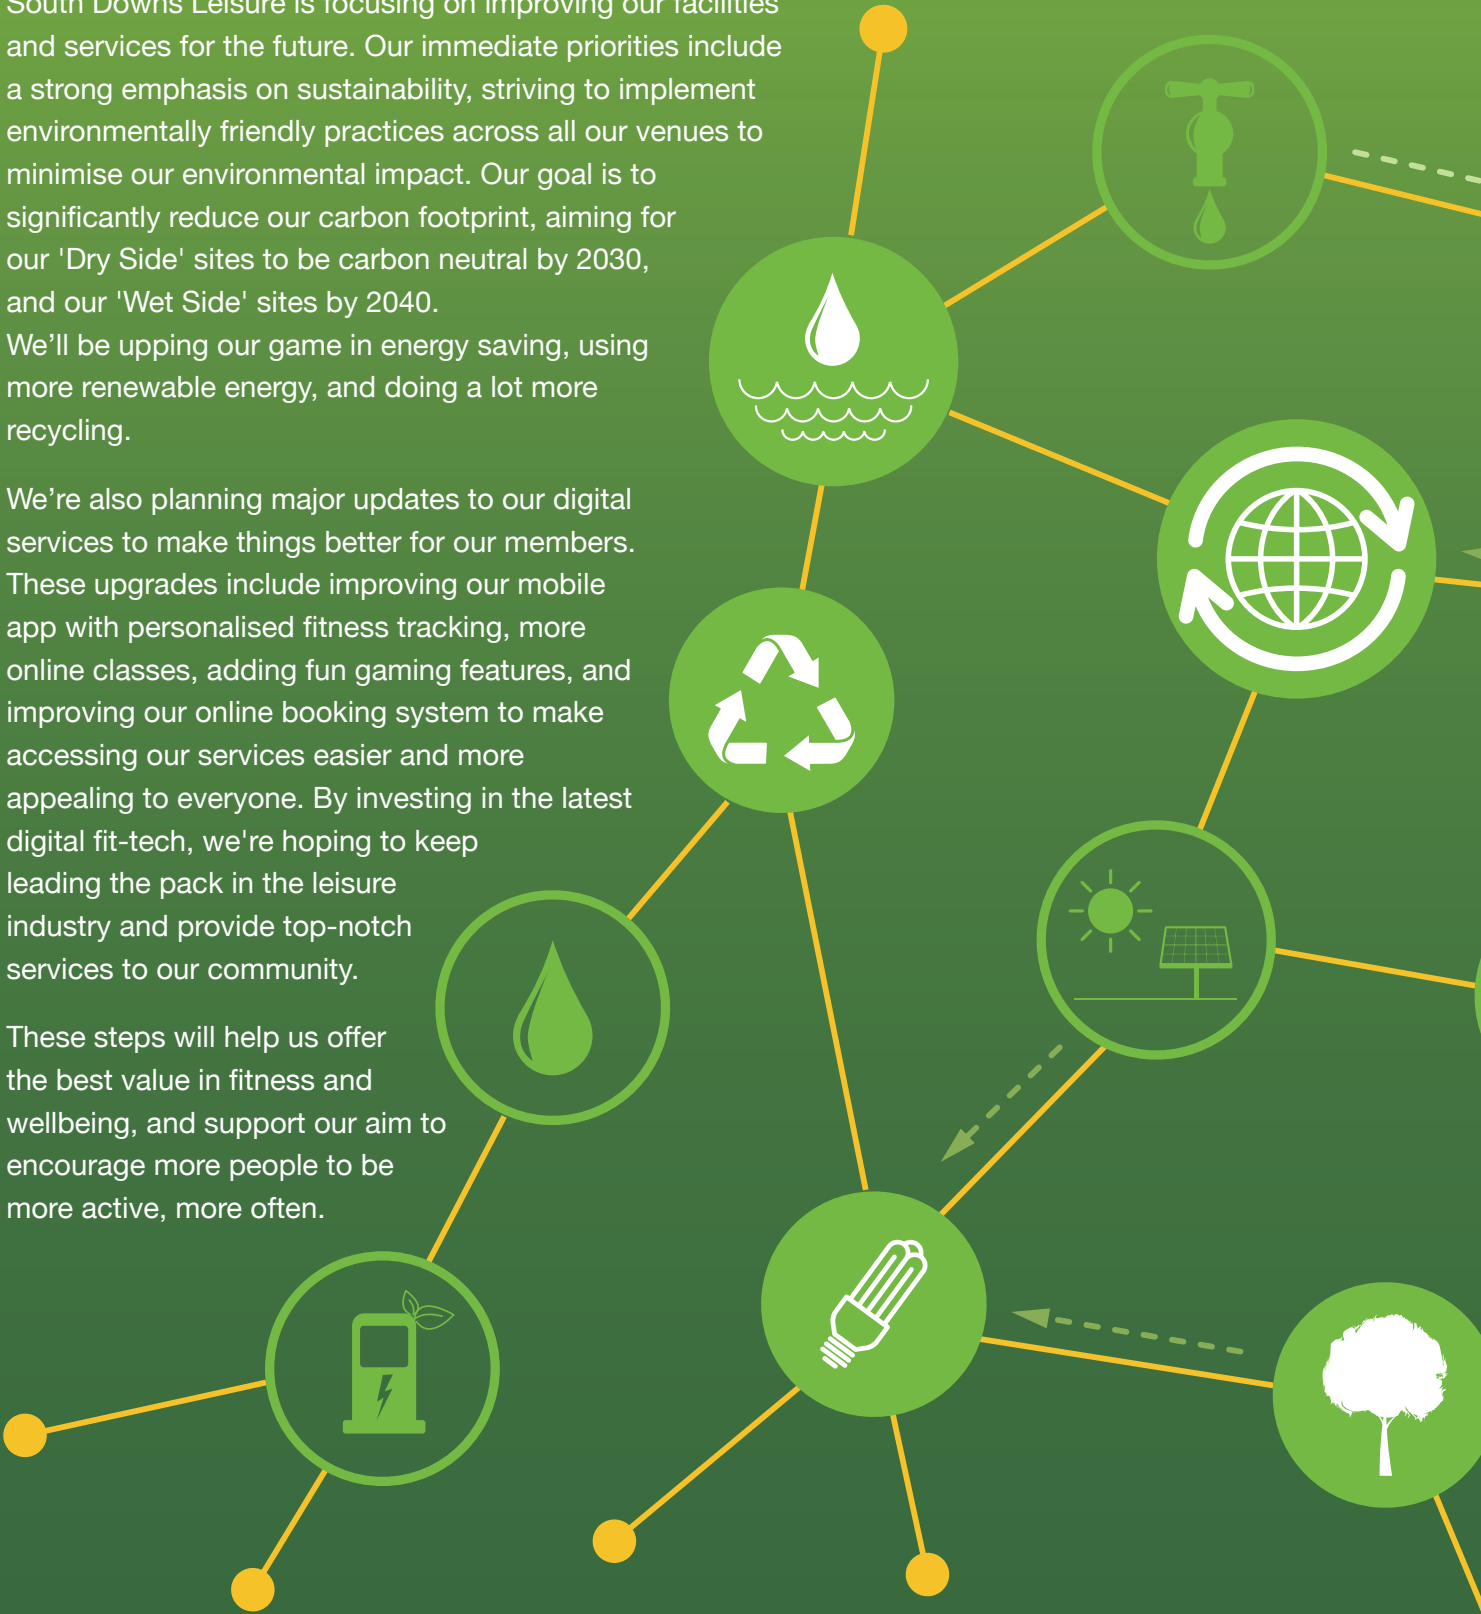 South Downs Leisure is focusing on improving our facilities
and services for the future. Our immediate priorities include
a strong emphasis on sustainability, striving to implement
environmentally friendly practices across all our venues to
minimise our environmental impact. Our goal is to
significantly reduce our carbon footprint, aiming for
our 'Dry Side' sites to be carbon neutral by 2030,
and our 'Wet Side' sites by 2040.
We’ll be upping our game in energy saving, using
more renewable energy, and doing a lot more
recycling.
We’re also planning major updates to our digital
services to make things better for our members.
These upgrades include improving our mobile
app with personalised fitness tracking, more
online classes, adding fun gaming features, and
improving our online booking system to make
accessing our services easier and more
appealing to everyone. By investing in the latest
digital fit-tech, we're hoping to keep
leading the pack in the leisure
industry and provide top-notch
services to our community.
These steps will help us offer
the best value in fitness and
wellbeing, and support our aim to
encourage more people to be
more active, more often.